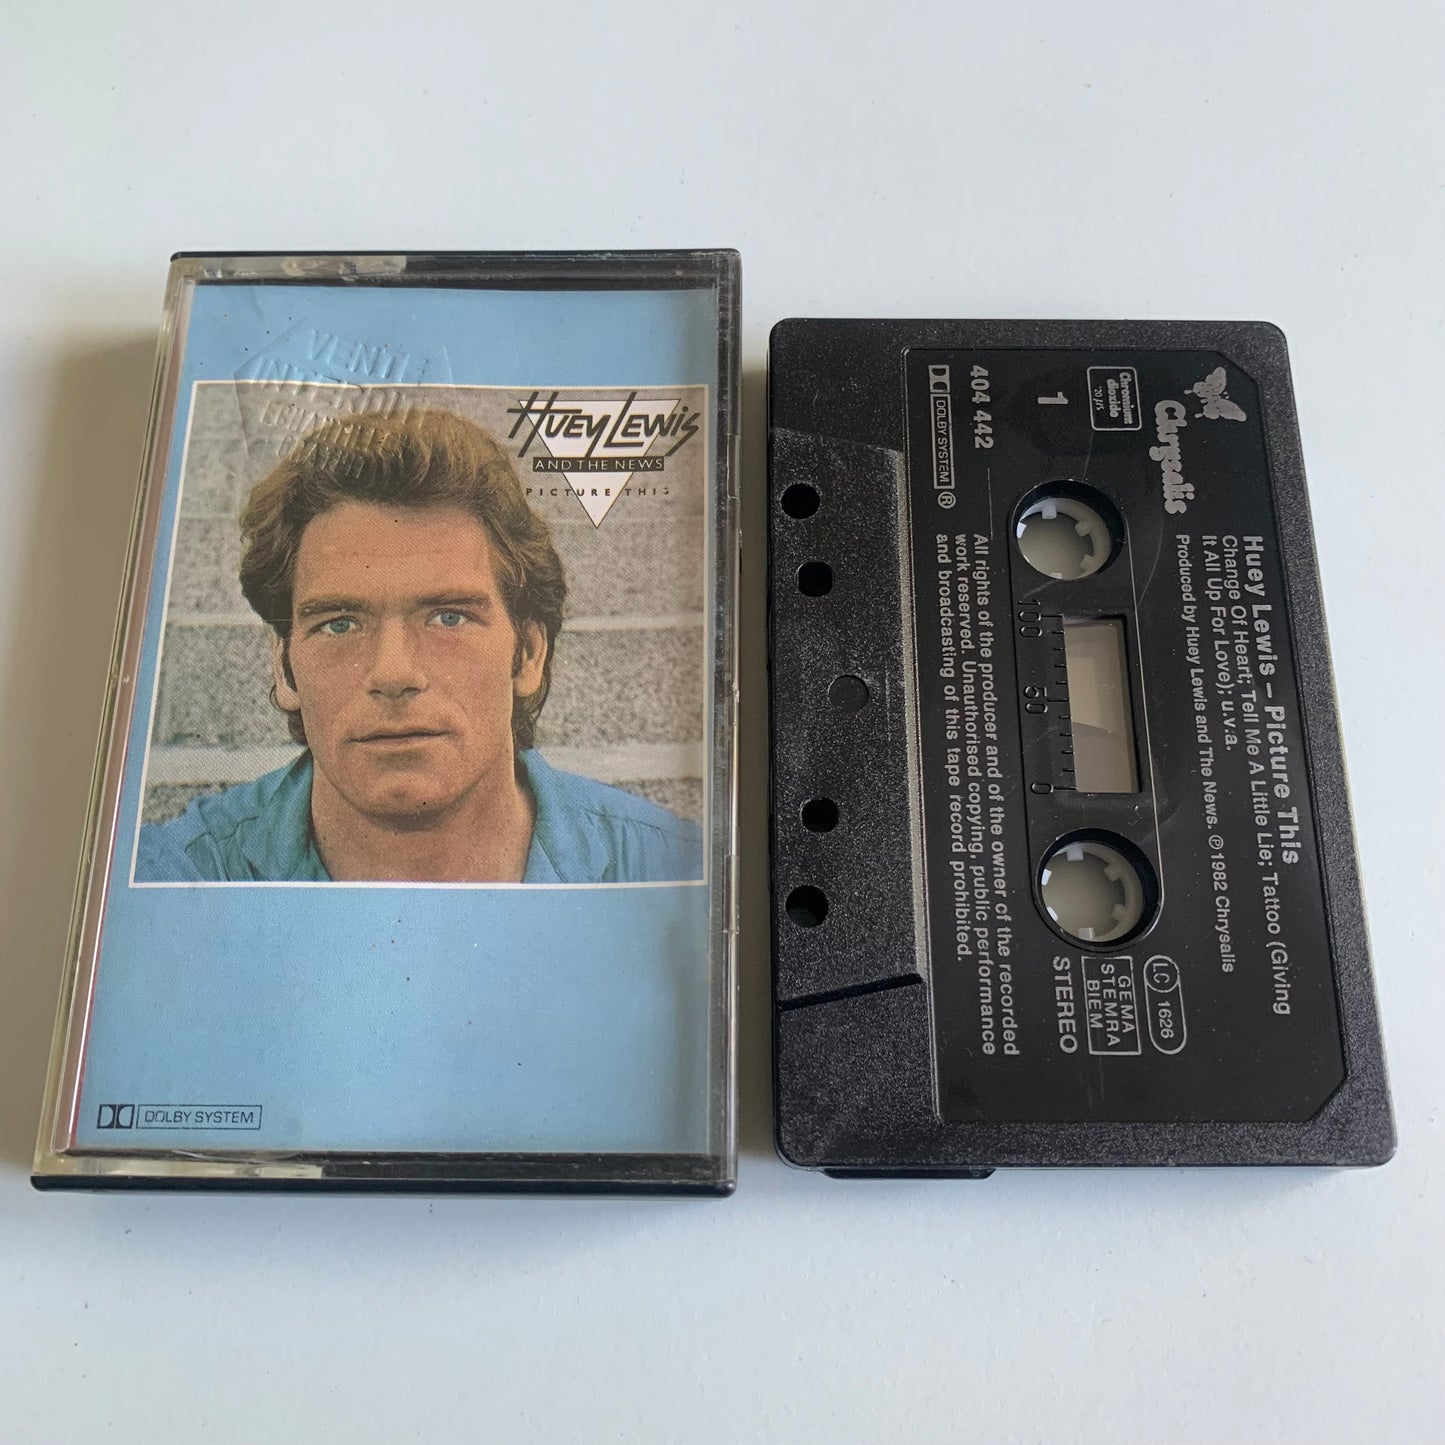 VENTE
INTERDITE
HUEY LEWIS
AND THE NEWS
PICTURE THIS
DOLBY SYSTEM
Chrysalis
Chromium
dioxide
1
404 442
DOLBY SYSTEM ®
Huey Lewis – Picture This
Change Of Heart; Tell Me A Little Lie; Tattoo (Giving
It All Up For Love); u.v.a.
Produced by Huey Lewis and The News. ℗ 1982 Chrysalis
100 50 0
LC 1626
GEMA
STEMRA
BIEM
STEREO
All rights of the producer and of the owner of the recorded
work reserved. Unauthorised copying, public performance
and broadcasting of this tape record prohibited.